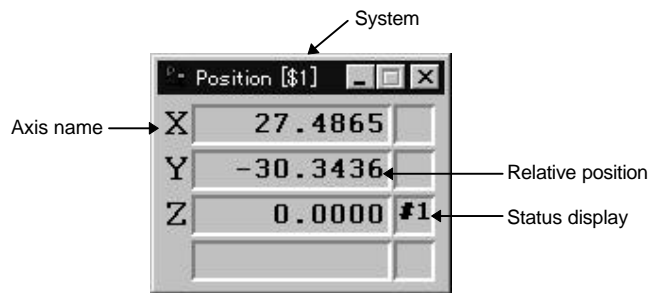 System
Position [$1]
Axis name
X 27.4865
Y -30.3436
Relative position
Z 0.0000 #1
Status display